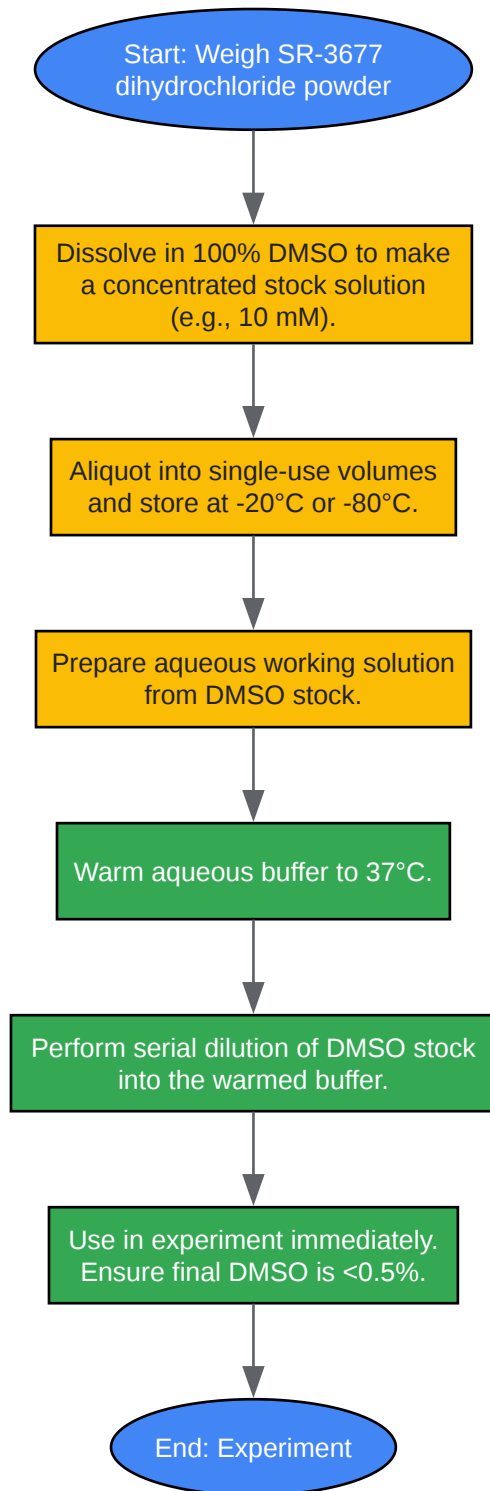 Start: Weigh SR-3677
dihydrochloride powder
Dissolve in 100% DMSO to make
a concentrated stock solution
(e.g., 10 mM).
Aliquot into single-use volumes
and store at -20°C or -80°C.
Prepare aqueous working solution
from DMSO stock.
Warm aqueous buffer to 37°C.
Perform serial dilution of DMSO stock
into the warmed buffer.
Use in experiment immediately.
Ensure final DMSO is <0.5%.
End: Experiment